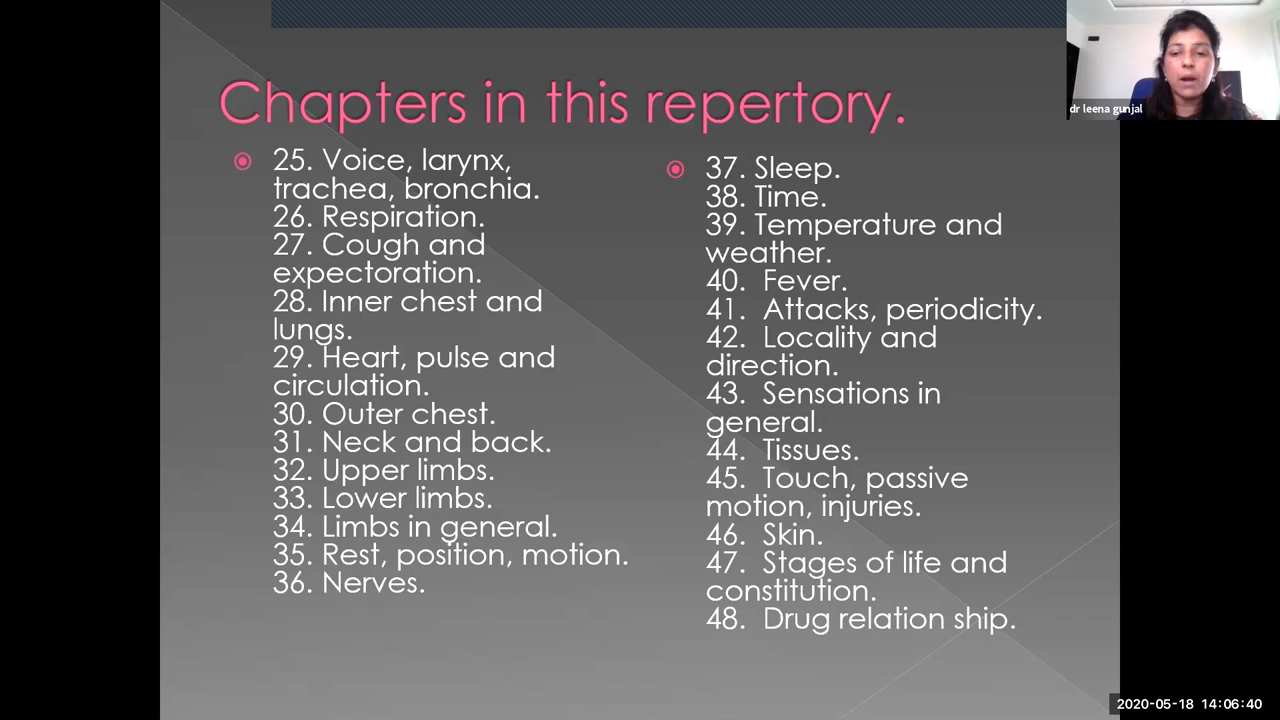 Chapters in this repertory.
25. Voice, larynx,
trachea, bronchia.
26. Respiration.
27. Cough and
expectoration.
28. Inner chest and
lungs.
29. Heart, pulse and
circulation.
30. Outer chest.
31. Neck and back.
32. Upper limbs.
33. Lower limbs.
34. Limbs in general.
35. Rest, position, motion.
36. Nerves.
37. Sleep.
38. Time.
39. Temperature and
weather.
40. Fever.
41. Attacks, periodicity.
42. Locality and
direction.
43. Sensations in
general.
44. Tissues.
45. Touch, passive
motion, injuries.
46. Skin.
47. Stages of life and
constitution.
48. Drug relation ship.
dr leena gunjal
2020-05-18 14:06:40